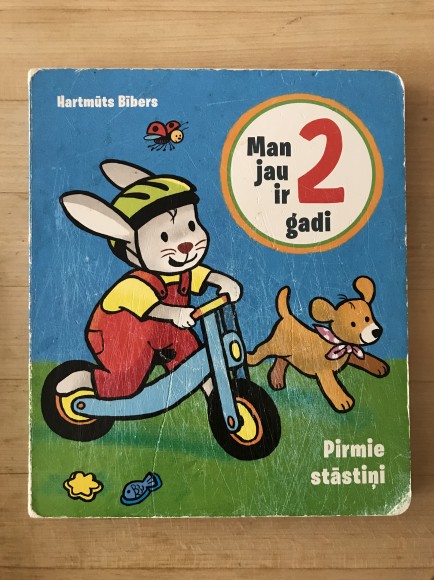 Hartmūts Bībers
Man
jau
ir
2
gadi
Pirmie
stāstiņi